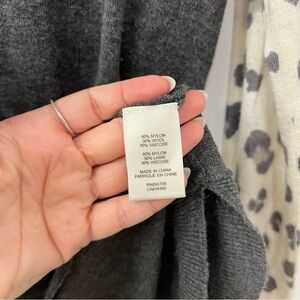 40% NYLON
30% WOOL
30% VISCOSE
40% NYLON
30% LAINE
30% VISCOSE
MADE IN CHINA
FABRIQUE EN CHINE